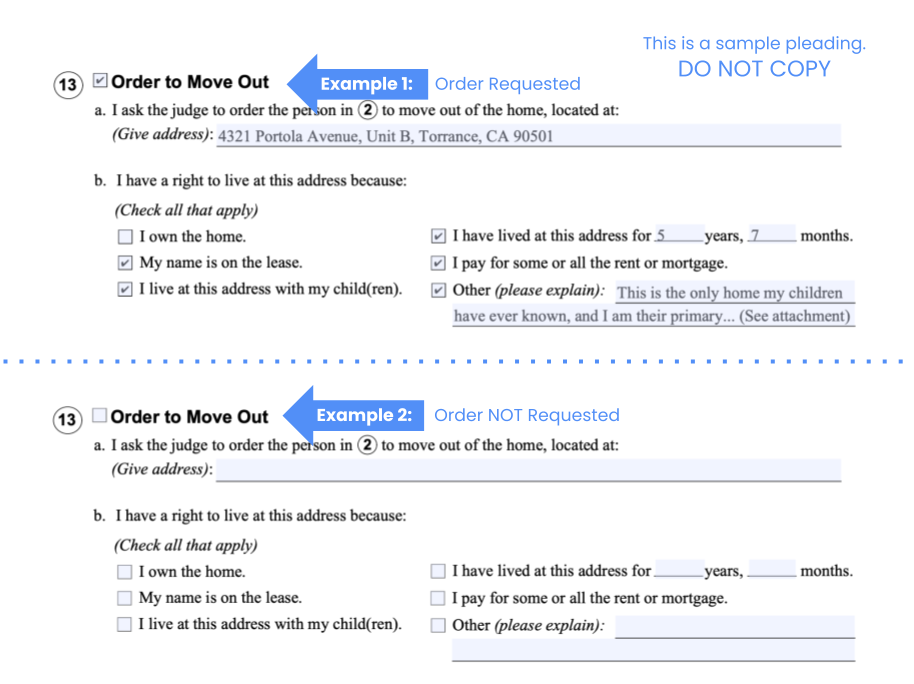 This is a sample pleading.
DO NOT COPY
13 Order to Move Out Example 1: Order Requested
a. I ask the judge to order the person in 2 to move out of the home, located at:
(Give address): 4321 Portola Avenue, Unit B, Torrance, CA 90501
b. I have a right to live at this address because:
(Check all that apply)
I own the home. I have lived at this address for 5 years, 7 months.
My name is on the lease. I pay for some or all the rent or mortgage.
I live at this address with my child(ren). Other (please explain): This is the only home my children
have ever known, and I am their primary... (See attachment)
13 Order to Move Out Example 2: Order NOT Requested
a. I ask the judge to order the person in 2 to move out of the home, located at:
(Give address):
b. I have a right to live at this address because:
(Check all that apply)
I own the home. I have lived at this address for years, months.
My name is on the lease. I pay for some or all the rent or mortgage.
I live at this address with my child(ren). Other (please explain):